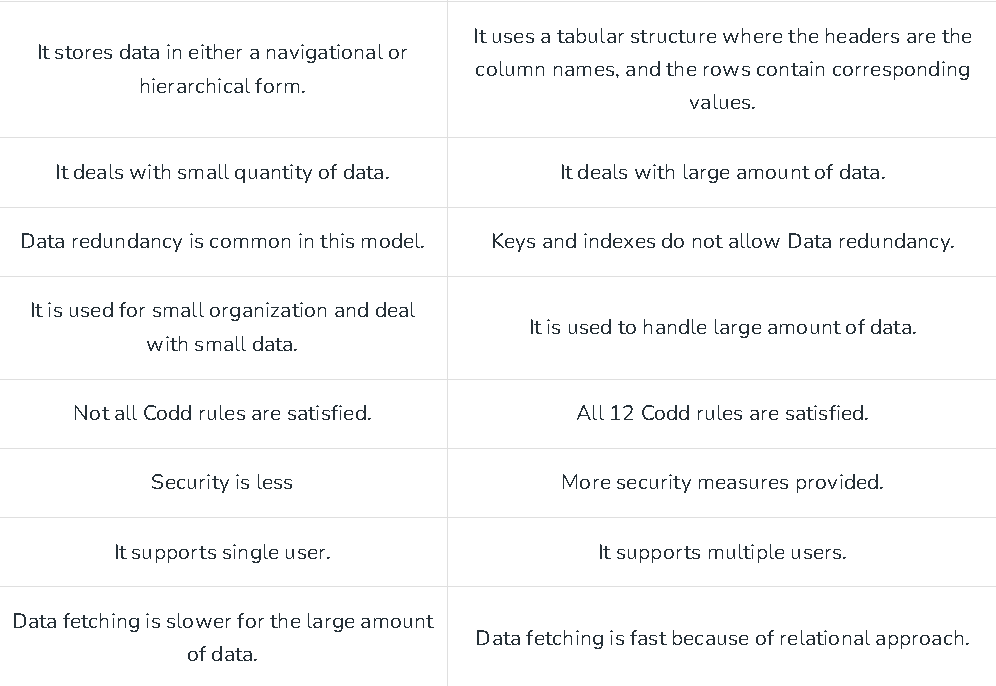 It stores data in either a navigational or
hierarchical form.
It uses a tabular structure where the headers are the
column names, and the rows contain corresponding
values.
It deals with small quantity of data.
It deals with large amount of data.
Data redundancy is common in this model.
Keys and indexes do not allow Data redundancy.
It is used for small organization and deal
with small data.
It is used to handle large amount of data.
Not all Codd rules are satisfied.
All 12 Codd rules are satisfied.
Security is less
More security measures provided.
It supports single user.
It supports multiple users.
Data fetching is slower for the large amount
of data.
Data fetching is fast because of relational approach.